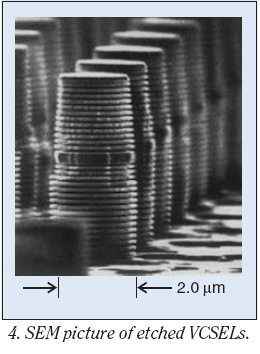 2.0 μm
4. SEM picture of etched VCSELs.